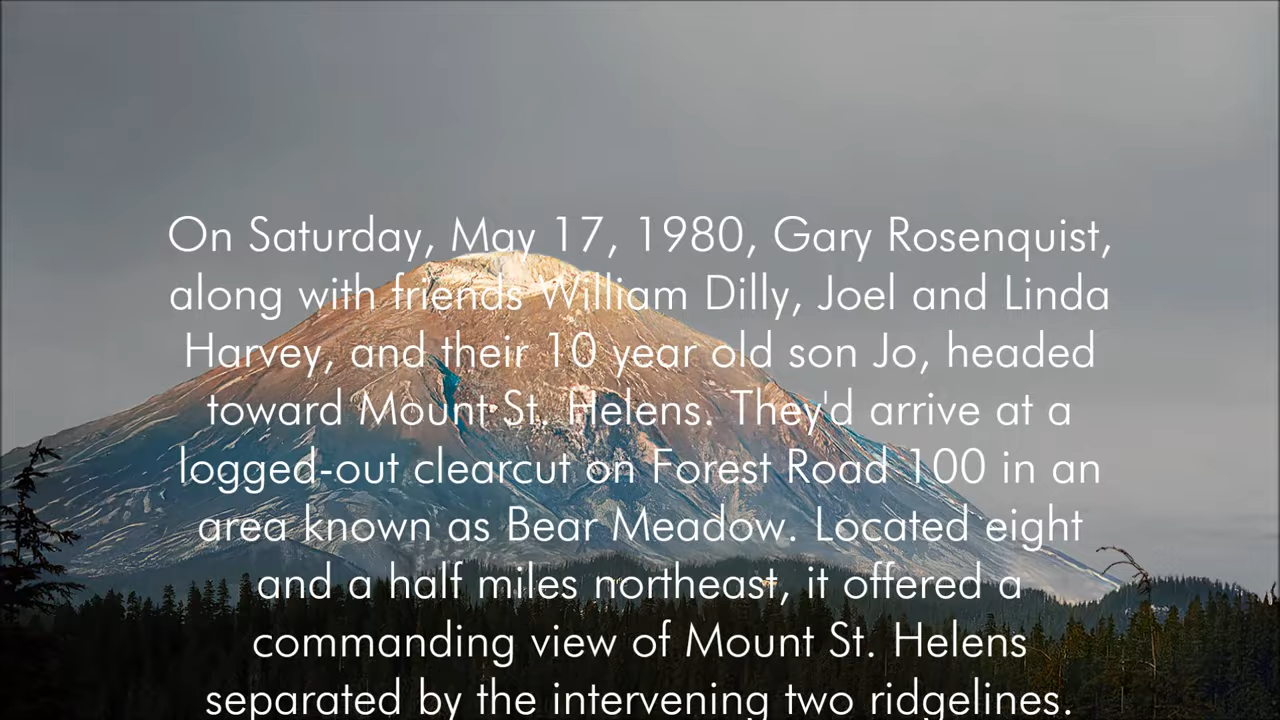 On Saturday, May 17, 1980, Gary Rosenquist,
along with friends William Dilly, Joel and Linda
Harvey, and their 10 year old son Jo, headed
toward Mount St. Helens. They'd arrive at a
logged-out clearcut on Forest Road 100 in an
area known as Bear Meadow. Located eight
and a half miles northeast, it offered a
commanding view of Mount St. Helens
separated by the intervening two ridgelines.